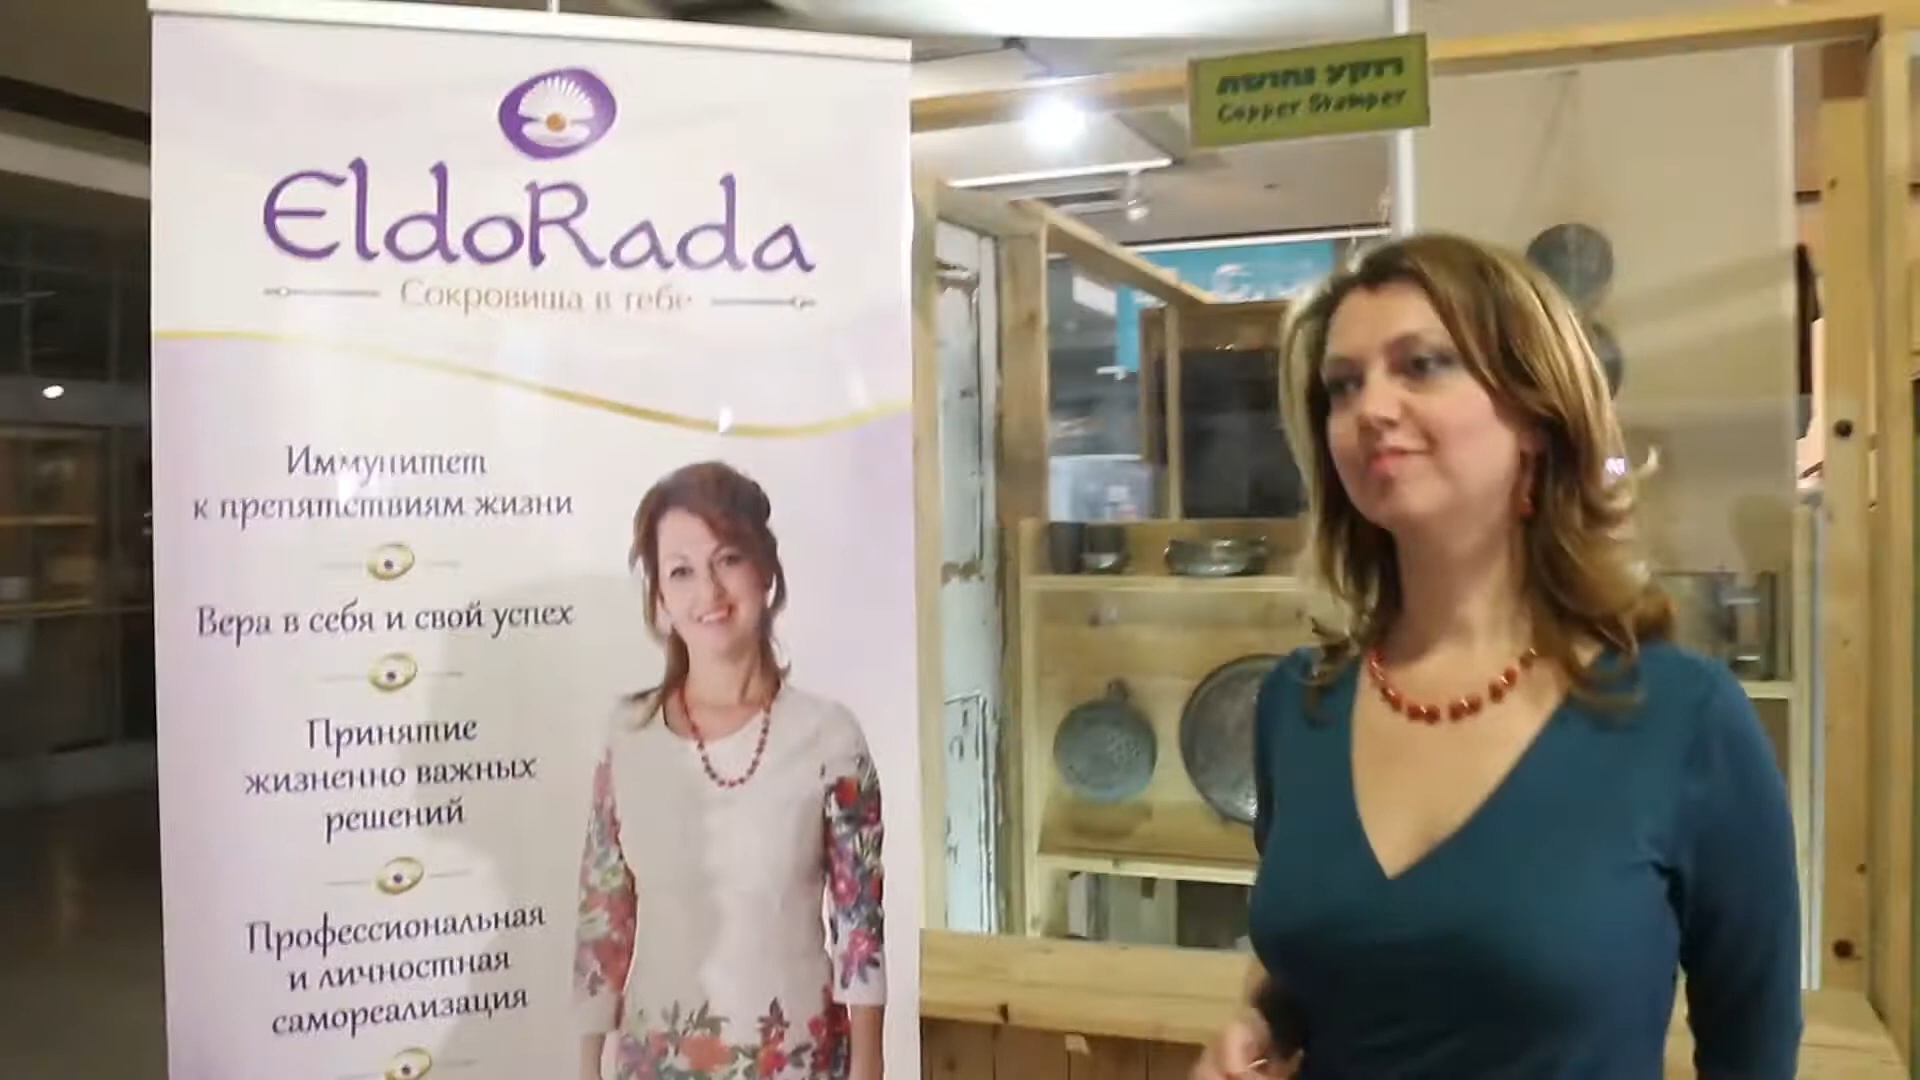 EldoRada
Сокровища в тебе
Иммунитет
к препятствиям жизни
Вера в себя и свой успех
Принятие
жизненно важных
решений
Профессиональная
и личностная
самореализация
רוקע נחושת
Copper Stamper